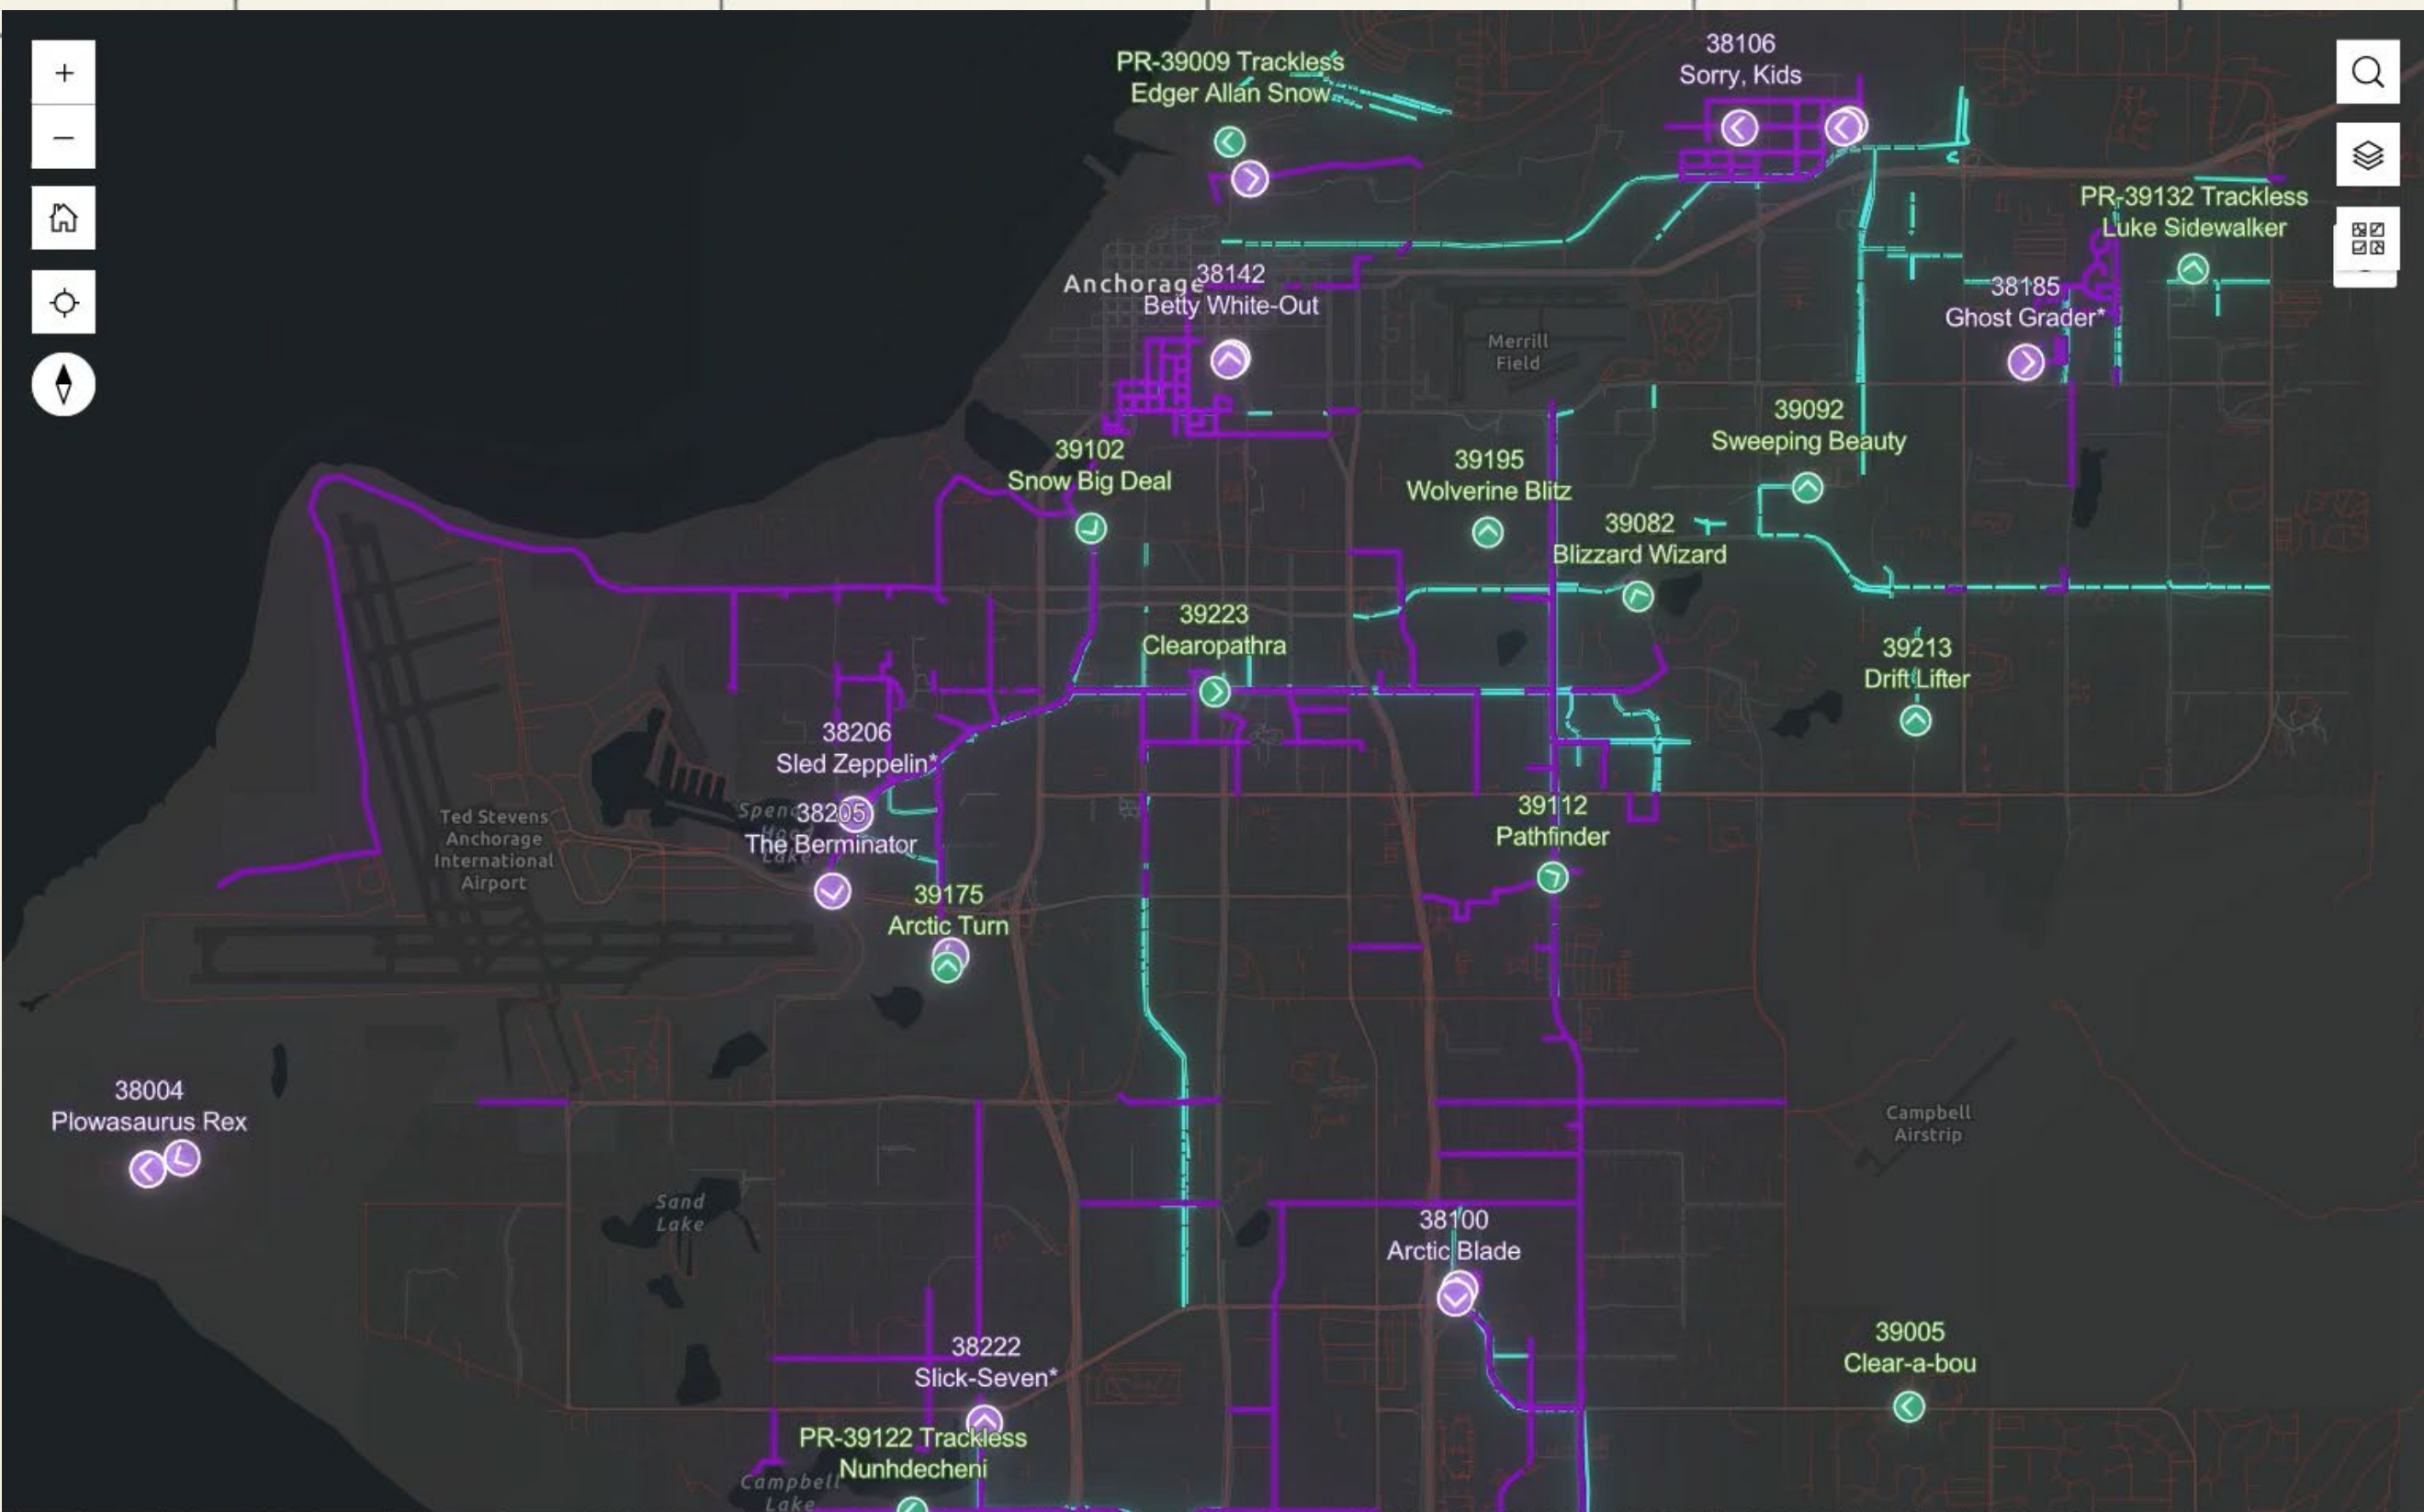 38106
Sorry, Kids
PR-39009 Trackless
Edger Allan Snow
PR-39132 Trackless
Luke Sidewalker
Anchorage
38142
Betty White-Out
38185
Ghost Grader*
Merrill
Field
39092
Sweeping Beauty
39102
Snow Big Deal
39195
Wolverine Blitz
39082
Blizzard Wizard
39223
Clearopathra
39213
Drift Lifter
38206
Sled Zeppelin*
38205
The Berminator
Lake
Ted Stevens
Anchorage
International
Airport
39112
Pathfinder
39175
Arctic Turn
38004
Plowasaurus Rex
Campbell
Airstrip
Sand
Lake
38100
Arctic Blade
38222
Slick-Seven*
39005
Clear-a-bou
PR-39122 Trackless
Nunhdecheni
Campbell
Lake